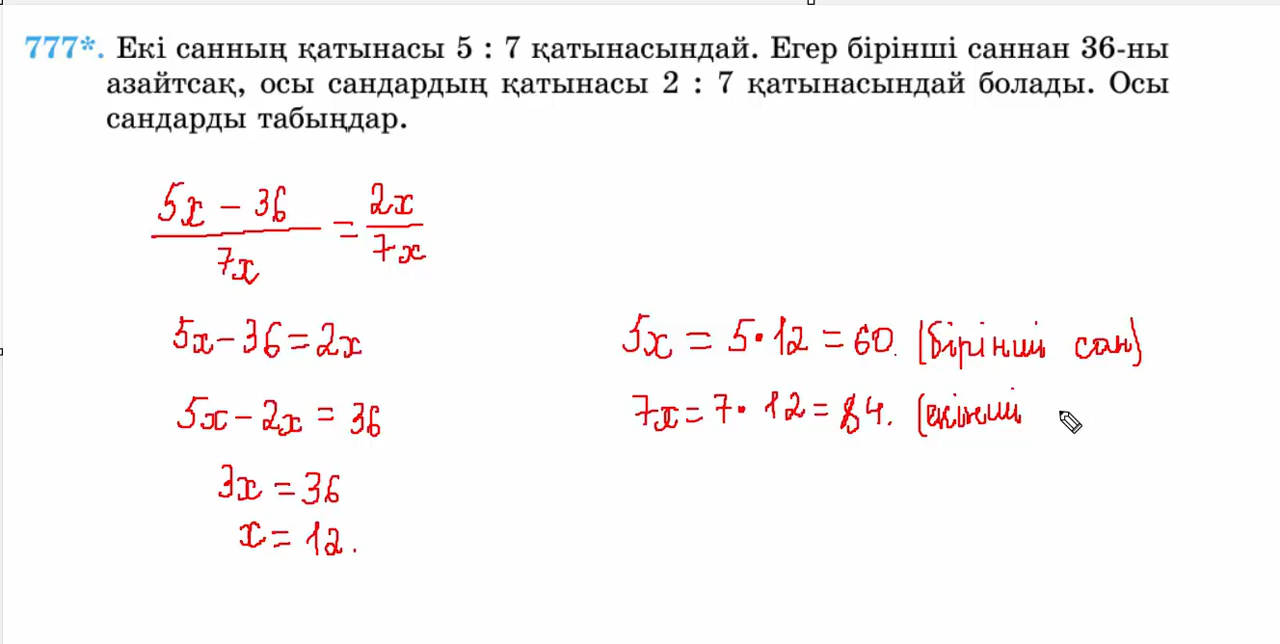 777*. Екі санның қатынасы 5 : 7 қатынасындай. Егер бірінші саннан 36-ны
азайтсақ, осы сандардың қатынасы 2 : 7 қатынасындай болады. Осы
сандарды табыңдар.
5x - 36 / 7x = 2x / 7x
5x - 36 = 2x
5x - 2x = 36
3x = 36
x = 12.
5x = 5 · 12 = 60. (бірінші сан)
7x = 7 · 12 = 84. (екінші